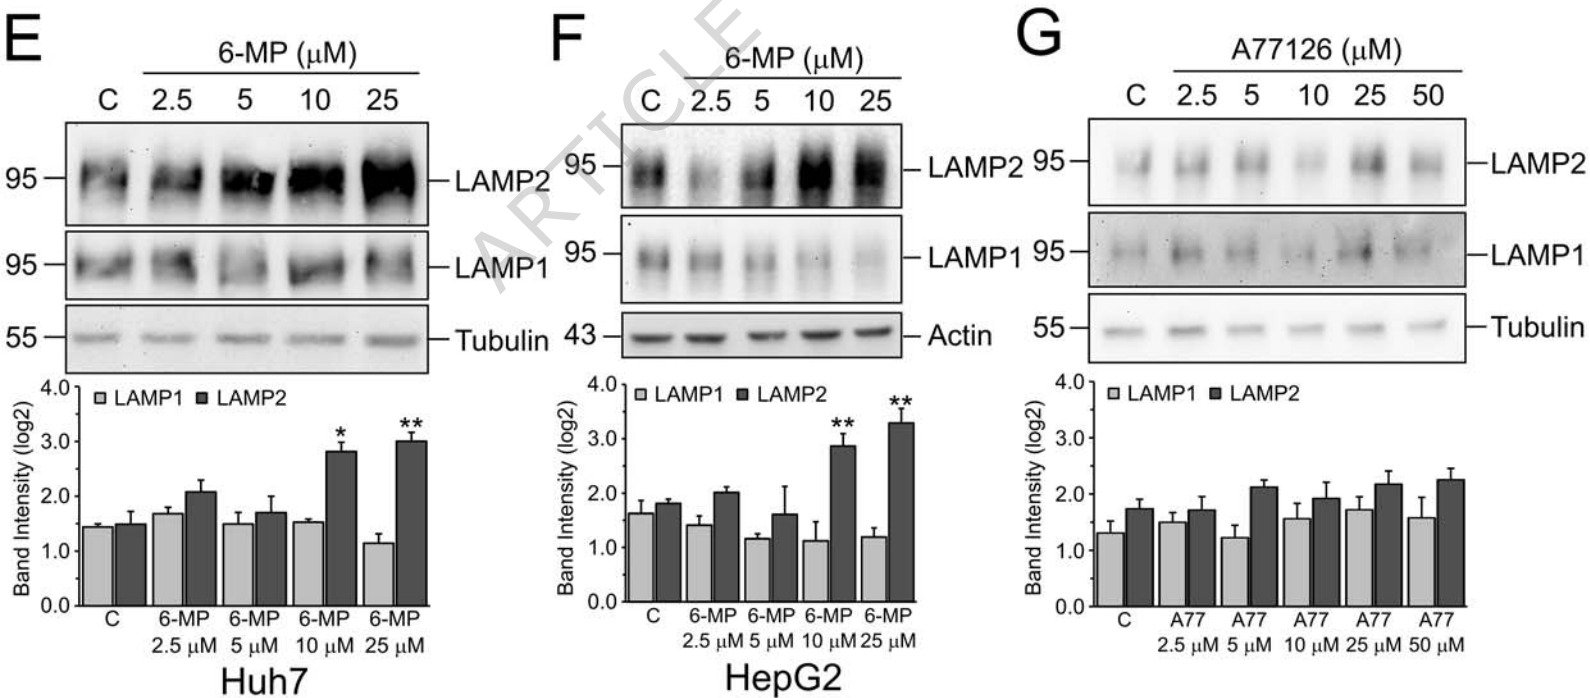 E
6-MP (μM)
C 2.5 5 10 25
95 LAMP2
95 LAMP1
55 Tubulin
4.0
3.0
2.0
1.0
0.0
Band Intensity (log2)
LAMP1 LAMP2
* **
C 6-MP 6-MP 6-MP 6-MP
2.5 μM 5 μM 10 μM 25 μM
Huh7
F
6-MP (μM)
C 2.5 5 10 25
95 LAMP2
95 LAMP1
43 Actin
4.0
3.0
2.0
1.0
0.0
Band Intensity (log2)
LAMP1 LAMP2
** **
C 6-MP 6-MP 6-MP 6-MP
2.5 μM 5 μM 10 μM 25 μM
HepG2
G
A77126 (μM)
C 2.5 5 10 25 50
95 LAMP2
95 LAMP1
55 Tubulin
4.0
3.0
2.0
1.0
0.0
Band Intensity (log2)
LAMP1 LAMP2
C A77 A77 A77 A77 A77
2.5 μM 5 μM 10 μM 25 μM 50 μM
ARTICLE